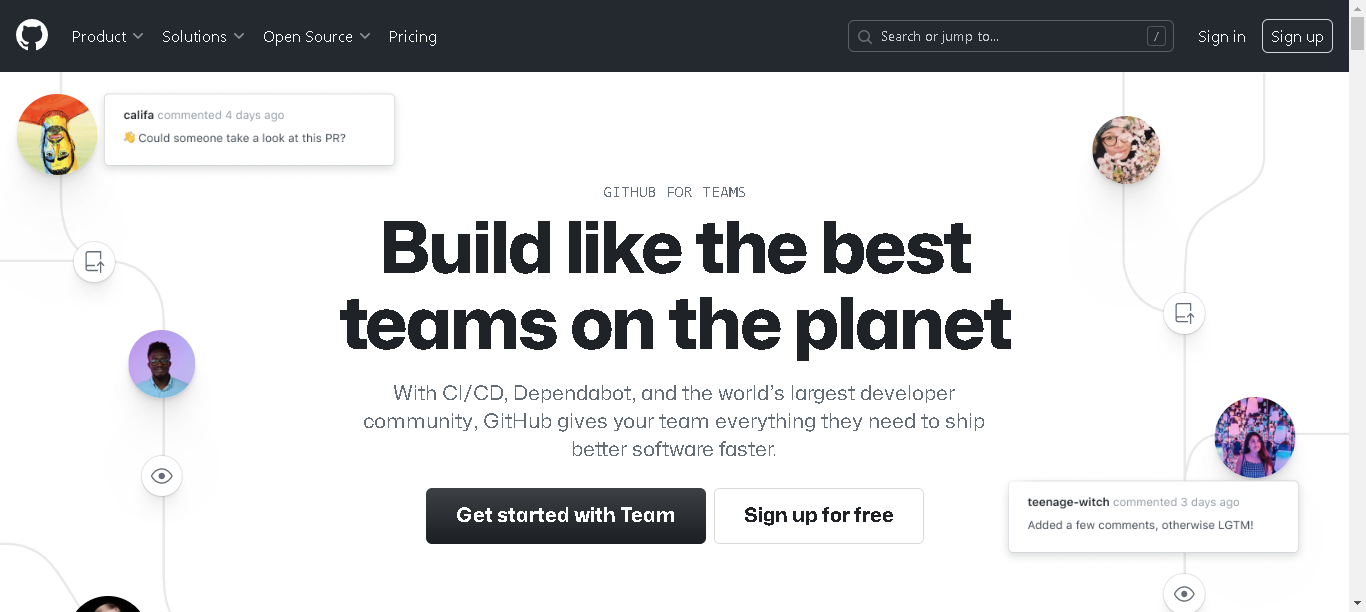 Product Solutions Open Source Pricing Search or jump to... / Sign in Sign up
califa commented 4 days ago
👋 Could someone take a look at this PR?
GITHUB FOR TEAMS
Build like the best
teams on the planet
With CI/CD, Dependabot, and the world's largest developer
community, GitHub gives your team everything they need to ship
better software faster.
Get started with Team Sign up for free
teenage-witch commented 3 days ago
Added a few comments, otherwise LGTM!